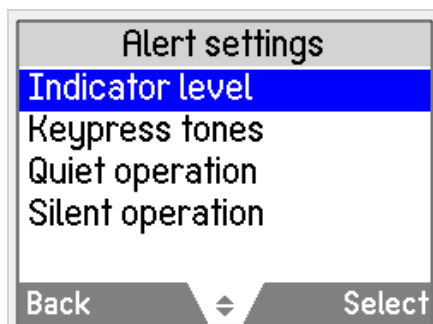 Alert settings
Indicator level
Keypress tones
Quiet operation
Silent operation
Back Select